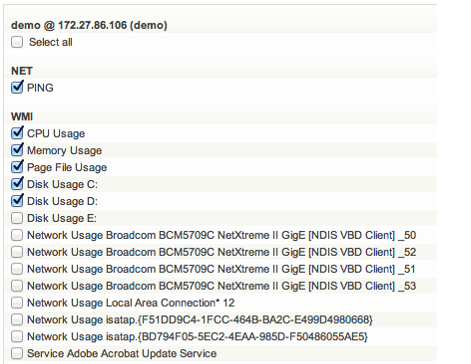 demo @ 172.27.86.106 (demo)
Select all
NET
PING
WMI
CPU Usage
Memory Usage
Page File Usage
Disk Usage C:
Disk Usage D:
Disk Usage E:
Network Usage Broadcom BCM5709C NetXtreme II GigE [NDIS VBD Client] _50
Network Usage Broadcom BCM5709C NetXtreme II GigE [NDIS VBD Client] _52
Network Usage Broadcom BCM5709C NetXtreme II GigE [NDIS VBD Client] _51
Network Usage Broadcom BCM5709C NetXtreme II GigE [NDIS VBD Client] _53
Network Usage Local Area Connection* 12
Network Usage isatap.{F51DD9C4-1FCC-464B-BA2C-E499D4980668}
Network Usage isatap.{BD794F05-5EC2-4EAA-985D-F50486055AE5}
Service Adobe Acrobat Update Service